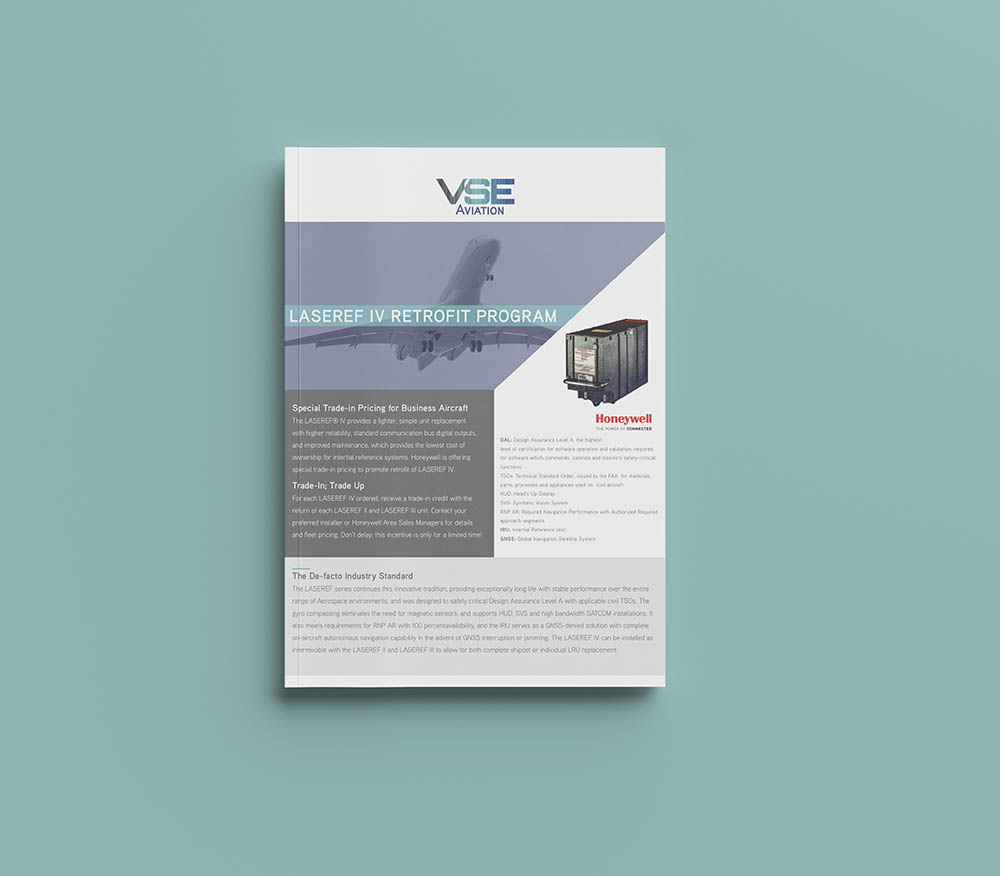 VSE
AVIATION
LASEREF IV RETROFIT PROGRAM
Honeywell
THE POWER OF CONNECTED
Special Trade-in Pricing for Business Aircraft
The LASEREF® IV provides a lighter, simple unit replacement
with higher reliability, standard communication bus digital outputs,
and improved maintenance, which provides the lowest cost of
ownership for intertial reference systems. Honeywell is offering
special trade-in pricing to promote retrofit of LASEREF IV.
Trade-In; Trade Up
For each LASEREF IV ordered, receive a trade-in credit with the
return of each LASEREF II and LASEREF III unit. Contact your
preferred installer or Honeywell Area Sales Managers for details
and fleet pricing. Don't delay; this incentive is only for a limited time!
DAL: Design Assurance Level A, the highest
level of certification for software operation and validation; required
for software which commands, controls and monitors safety-critical
functions
TSOs: Technical Standard Order, issued by the FAA for materials,
parts, processes and appliances used on civil aircraft
HUD: Head's Up Display
SVS: Synthetic Vision System
RNP AR: Required Navigation Performance with Authorized Required
approach segments
IRU: Intertial Reference Unit
GNSS: Global Navigation Satellite System
The De-facto Industry Standard
The LASEREF series continues this innovative tradition, providing exceptionally long life with stable performance over the entire
range of Aerospace environments, and was designed to safety critical Design Assurance Level A with applicable civil TSOs. The
gyro compassing eliminates the need for magnetic sensors, and supports HUD, SVS and high bandwidth SATCOM installations. It
also meets requirements for RNP AR with 100 percentavailability, and the IRU serves as a GNSS-denied solution with complete
on-aircraft autonomous navigation capability in the advent of GNSS interruption or jamming. The LASEREF IV can be installed as
intermixable with the LASEREF II and LASEREF III to allow for both complete shipset or individual LRU replacement